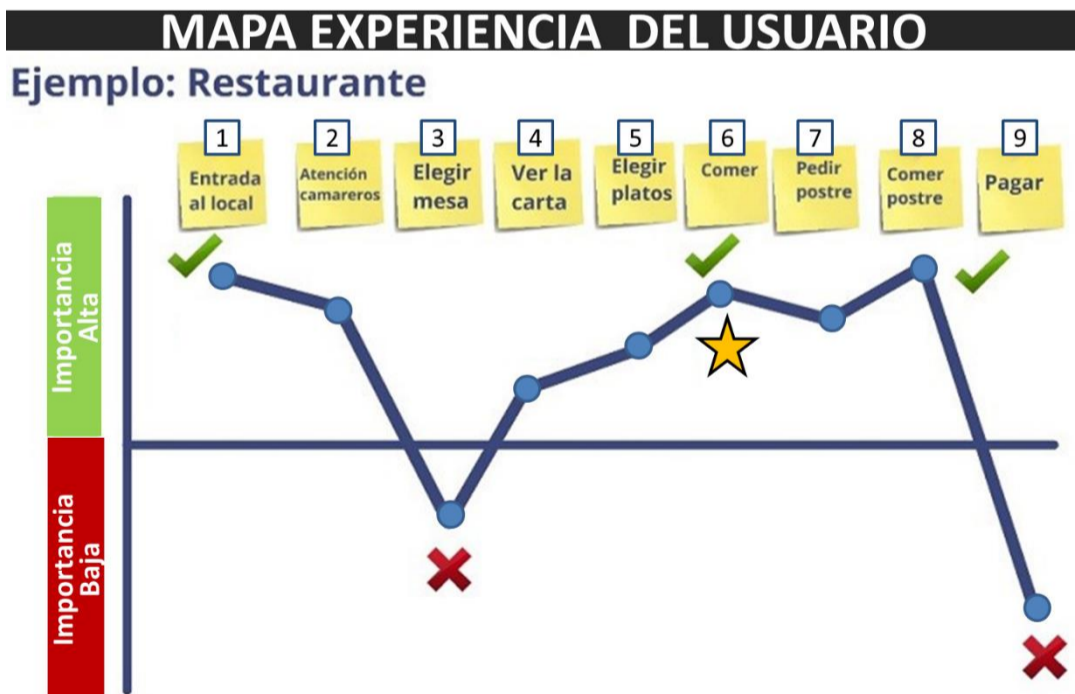 MAPA EXPERIENCIA DEL USUARIO
Ejemplo: Restaurante
1
Entrada
al local
2
Atención
camareros
3
Elegir
mesa
4
Ver la
carta
5
Elegir
platos
6
Comer
7
Pedir
postre
8
Comer
postre
9
Pagar
Importancia
Alta
Importancia
Baja